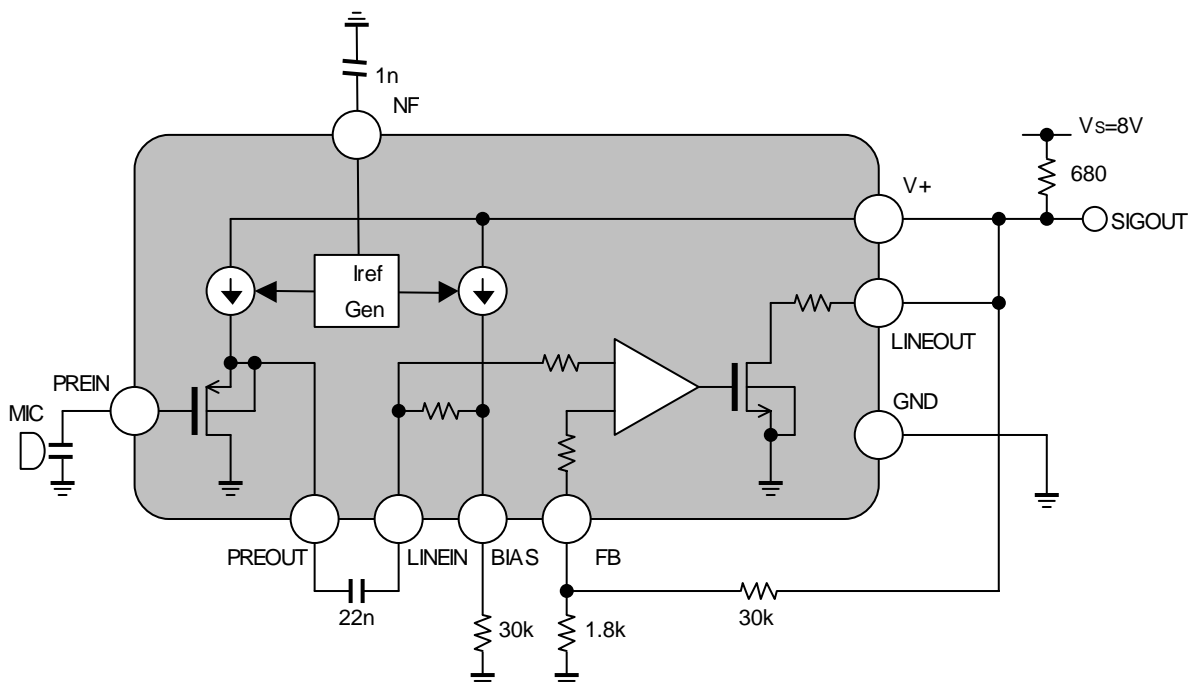 1n
NF
Vs=8V
680
V+
SIGOUT
Iref
Gen
LINEOUT
PREIN
MIC
GND
PREOUT
LINEIN
BIAS
FB
22n
30k
1.8k
30k